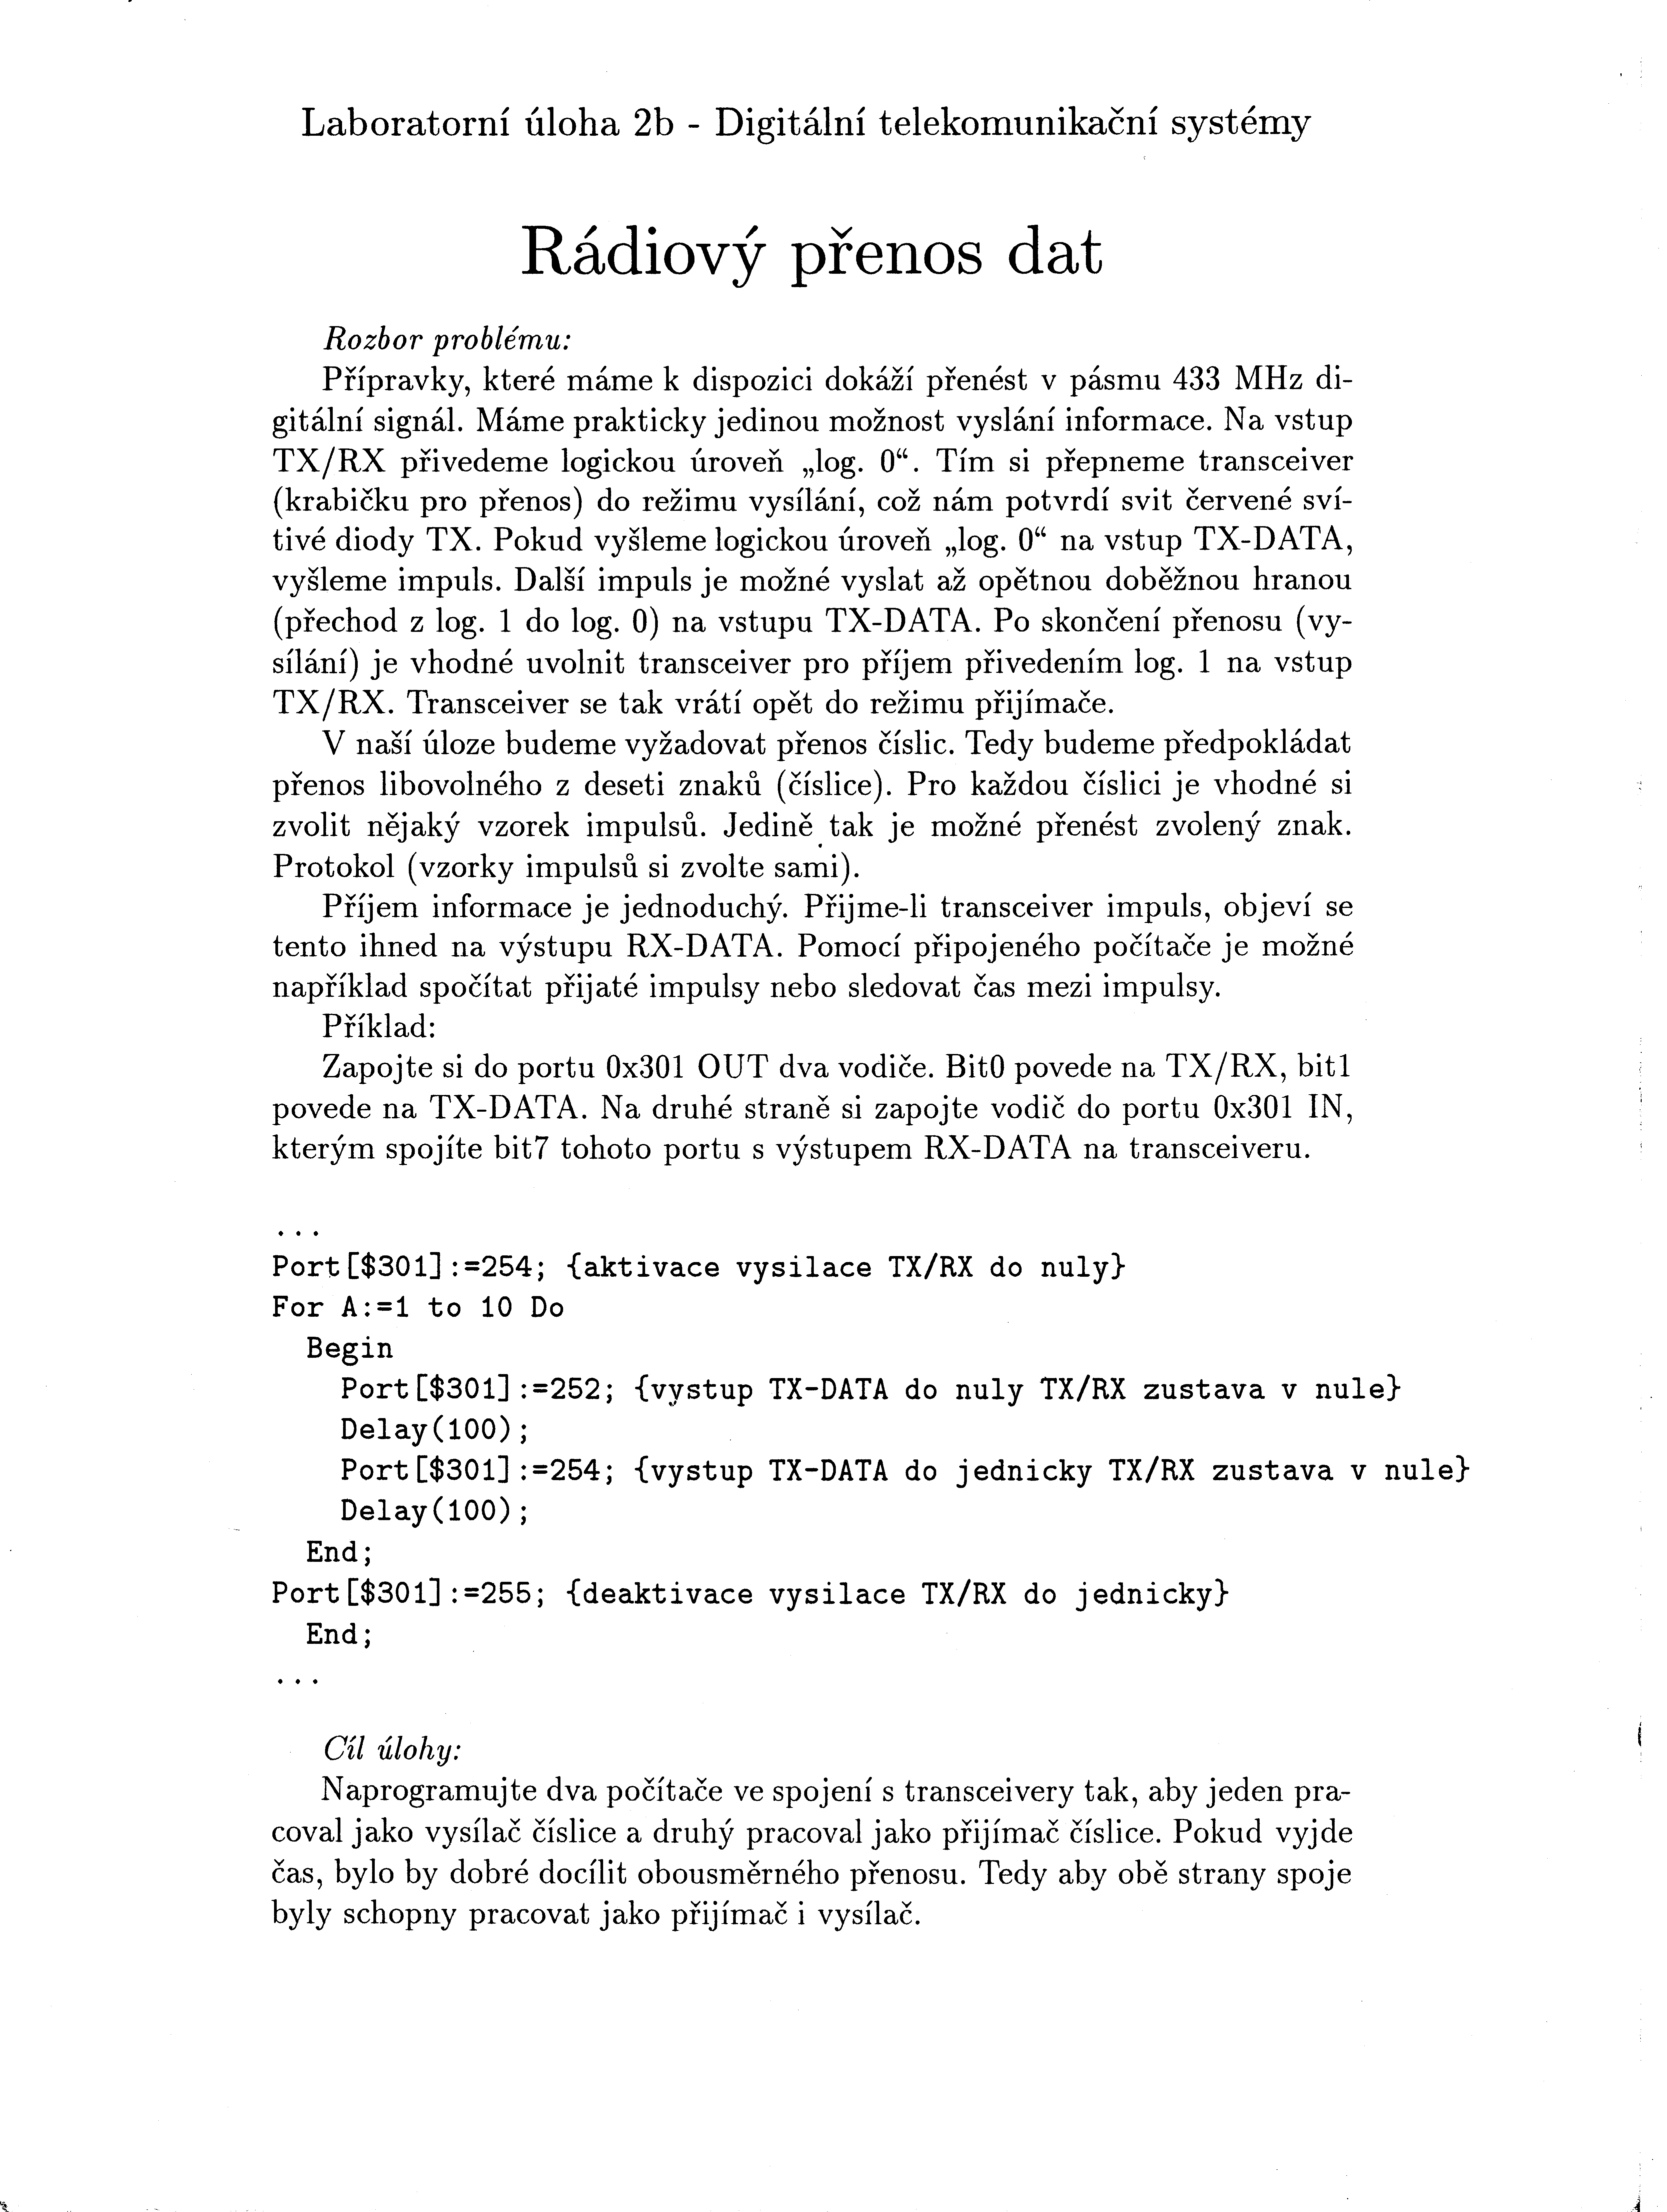 Laboratorní úloha 2b - Digitální telekomunikační systémy
Rádiový přenos dat
Rozbor problému:
Přípravky, které máme k dispozici dokáží přenést v pásmu 433 MHz di-
gitální signál. Máme prakticky jedinou možnost vyslání informace. Na vstup
TX/RX přivedeme logickou úroveň „log. 0“. Tím si přepneme transceiver
(krabičku pro přenos) do režimu vysílání, což nám potvrdí svit červené sví-
tivé diody TX. Pokud vyšleme logickou úroveň „log. 0“ na vstup TX-DATA,
vyšleme impuls. Další impuls je možné vyslat až opětnou doběžnou hranou
(přechod z log. 1 do log. 0) na vstupu TX-DATA. Po skončení přenosu (vy-
sílání) je vhodné uvolnit transceiver pro příjem přivedením log. 1 na vstup
TX/RX. Transceiver se tak vrátí opět do režimu přijímače.
V naší úloze budeme vyžadovat přenos číslic. Tedy budeme předpokládat
přenos libovolného z deseti znaků (číslice). Pro každou číslici je vhodné si
zvolit nějaký vzorek impulsů. Jedině tak je možné přenést zvolený znak.
Protokol (vzorky impulsů si zvolte sami).
Příjem informace je jednoduchý. Přijme-li transceiver impuls, objeví se
tento ihned na výstupu RX-DATA. Pomocí připojeného počítače je možné
například spočítat přijaté impulsy nebo sledovat čas mezi impulsy.
Příklad:
Zapojte si do portu 0x301 OUT dva vodiče. Bit0 povede na TX/RX, bit1
povede na TX-DATA. Na druhé straně si zapojte vodič do portu 0x301 IN,
kterým spojíte bit7 tohoto portu s výstupem RX-DATA na transceiveru.
...
Port[$301]:=254; {aktivace vysilace TX/RX do nuly}
For A:=1 to 10 Do
Begin
Port[$301]:=252; {vystup TX-DATA do nuly TX/RX zustava v nule}
Delay(100);
Port[$301]:=254; {vystup TX-DATA do jednicky TX/RX zustava v nule}
Delay(100);
End;
Port[$301]:=255; {deaktivace vysilace TX/RX do jednicky}
End;
...
Cíl úlohy:
Naprogramujte dva počítače ve spojení s transceivery tak, aby jeden pra-
coval jako vysílač číslice a druhý pracoval jako přijímač číslice. Pokud vyjde
čas, bylo by dobré docílit obousměrného přenosu. Tedy aby obě strany spoje
byly schopny pracovat jako přijímač i vysílač.